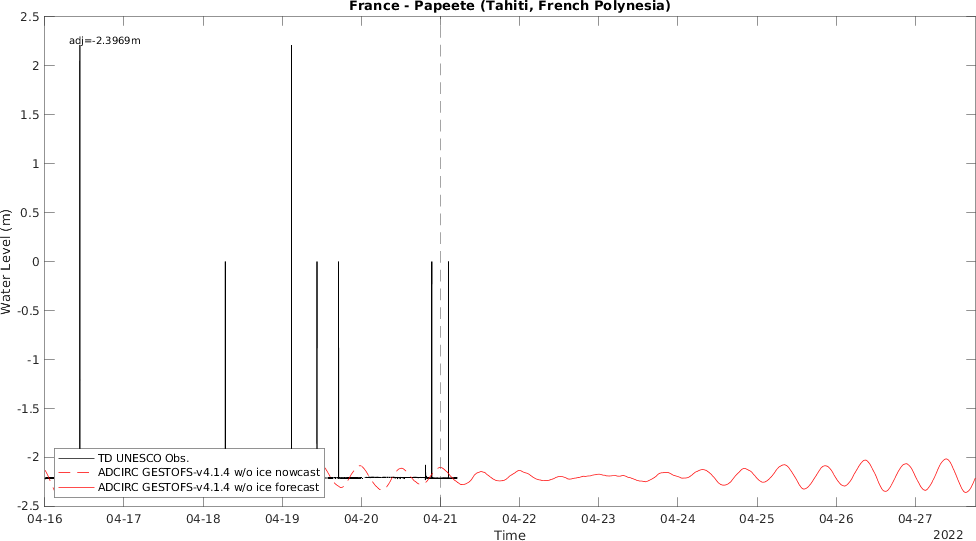 France - Papeete (Tahiti, French Polynesia)
adj=-2.3969m
2.5
2
1.5
1
0.5
0
-0.5
-1
-1.5
-2
-2.5
Water Level (m)
TD UNESCO Obs.
ADCIRC GESTOFS-v4.1.4 w/o ice nowcast
ADCIRC GESTOFS-v4.1.4 w/o ice forecast
04-16 04-17 04-18 04-19 04-20 04-21 04-22 04-23 04-24 04-25 04-26 04-27
Time
2022